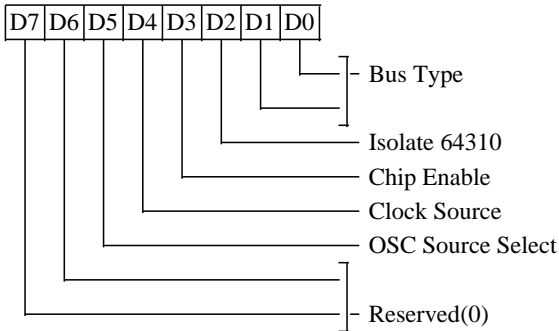 D7 D6 D5 D4 D3 D2 D1 D0
Bus Type
Isolate 64310
Chip Enable
Clock Source
OSC Source Select
Reserved(0)